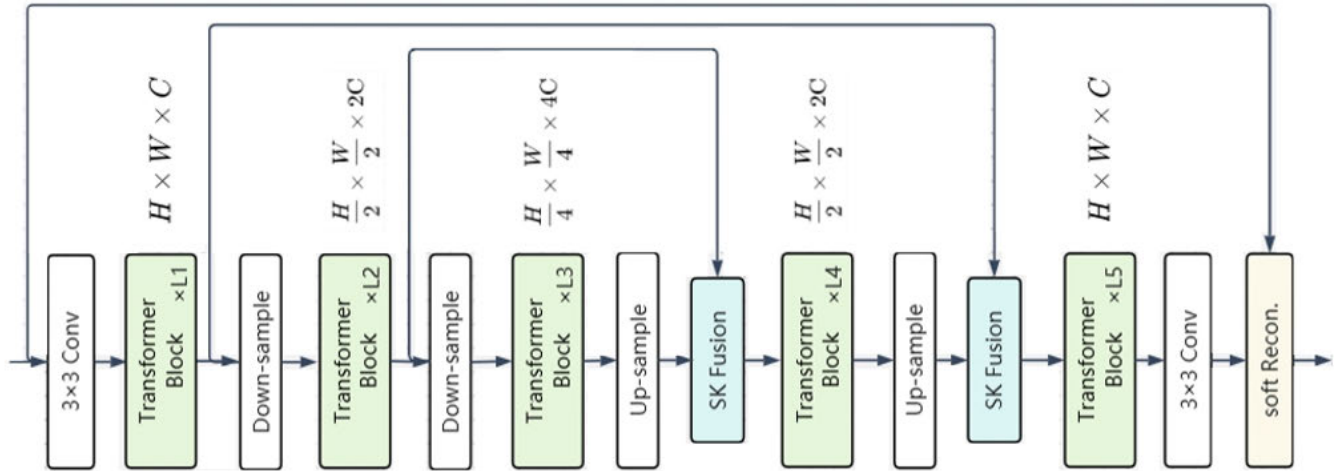 H × W × C
H/2 × W/2 × 2C
H/4 × W/4 × 4C
H/2 × W/2 × 2C
H × W × C
3×3 Conv
Transformer
Block ×L1
Down-sample
Transformer
Block ×L2
Down-sample
Transformer
Block ×L3
Up-sample
SK Fusion
Transformer
Block ×L4
Up-sample
SK Fusion
Transformer
Block ×L5
3×3 Conv
soft Recon.